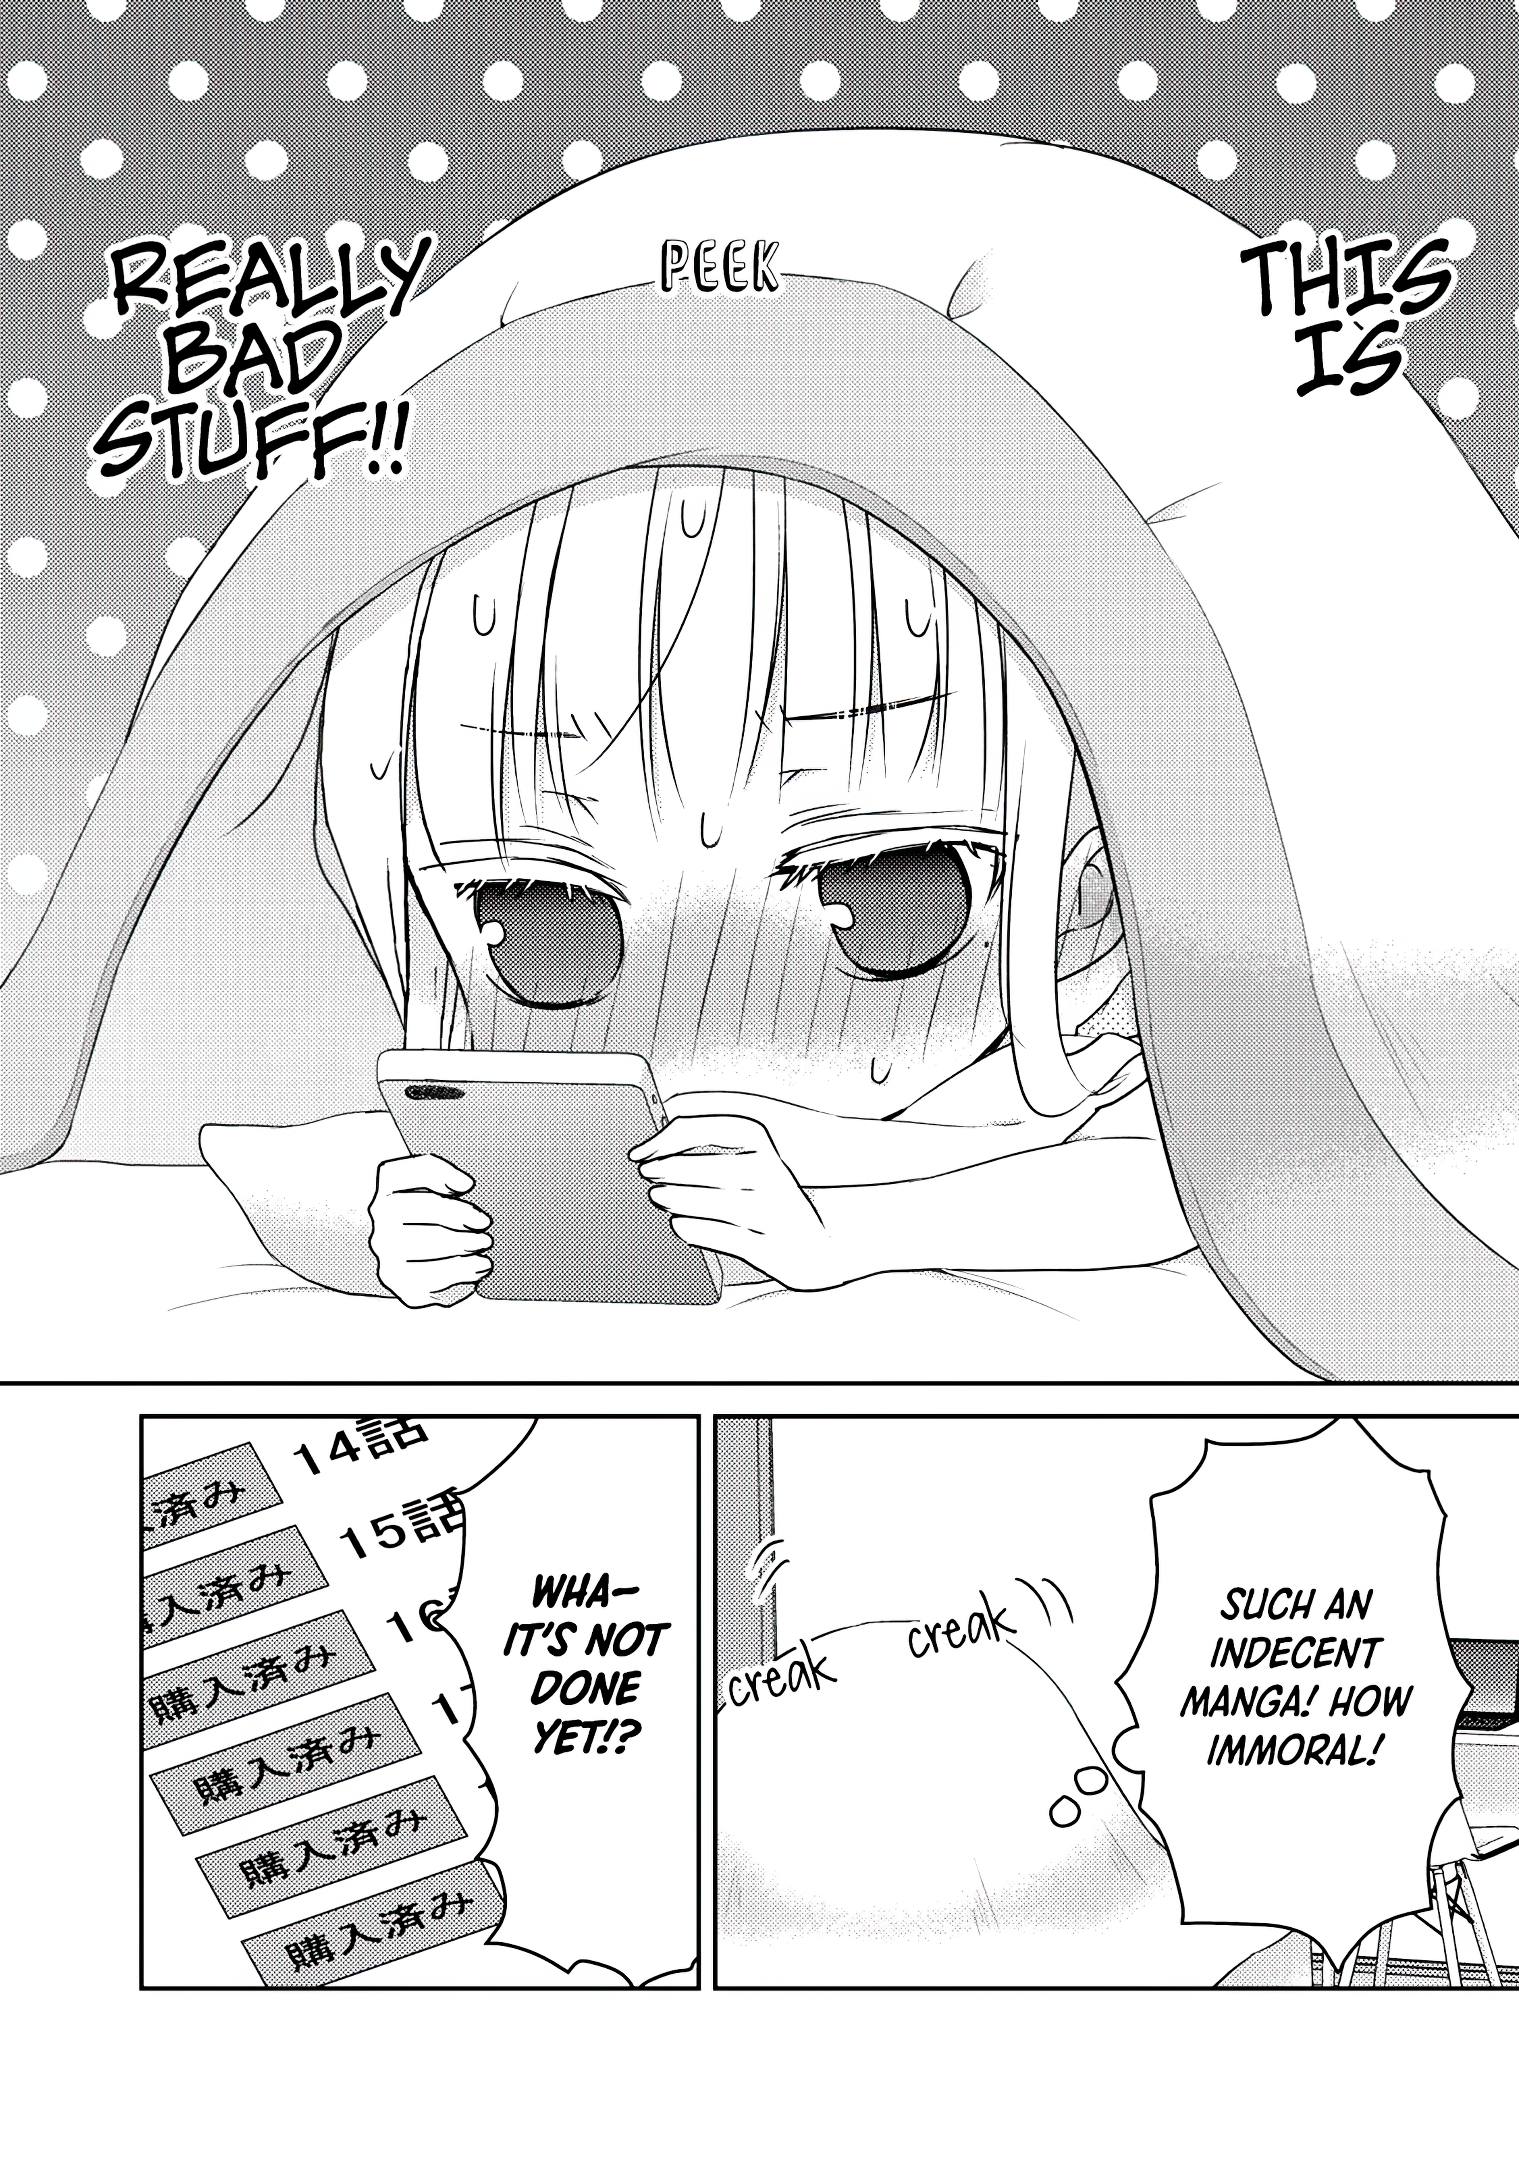 THIS
IS
PEEK
REALLY
BAD
STUFF!!
SUCH AN
INDECENT
MANGA! HOW
IMMORAL!
creak
creak
WHA-
IT'S NOT
DONE
YET!?
14話
済み
15話
入済み
16
購入済み
17
購入済み
購入済み
購入済み